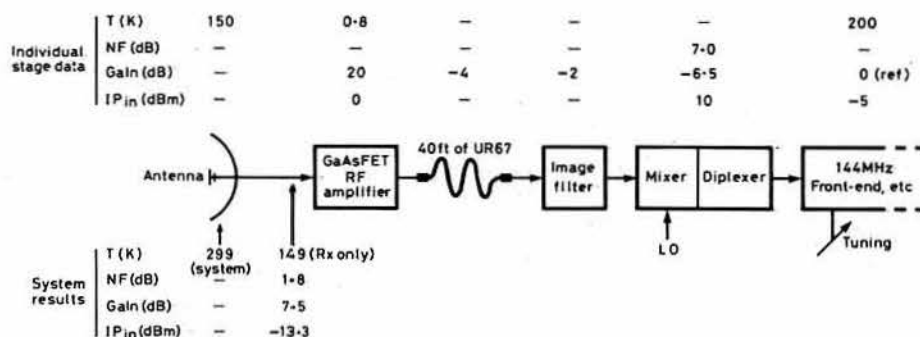 T (K) 150 0·8 — — — 200
NF (dB) — — — — 7·0 —
Individual stage data
Gain (dB) — 20 -4 -2 -6·5 0 (ref)
IPin (dBm) — 0 — — 10 -5
Antenna
GaAsFET RF amplifier
40ft of UR67
Image filter
Mixer
Diplexer
144MHz Front-end, etc
LO
Tuning
T (K) 299 (system) 149 (Rx only)
NF (dB) — 1·8
System results
Gain (dB) — 7·5
IPin (dBm) — -13·3